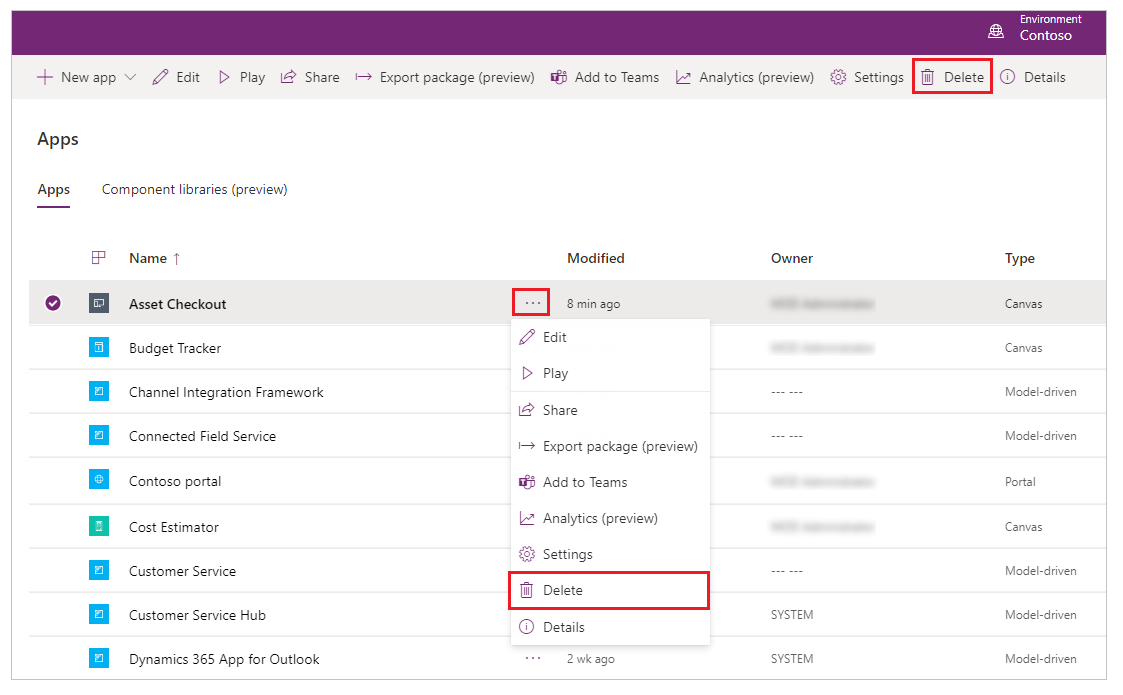 Environment
Contoso
New app Edit Play Share Export package (preview) Add to Teams Analytics (preview) Settings Delete Details
Apps
Apps Component libraries (preview)
Name ↑ Modified Owner Type
Asset Checkout ··· 8 min ago Canvas
Budget Tracker Canvas
Channel Integration Framework --- --- Model-driven
Connected Field Service --- --- Model-driven
Contoso portal Portal
Cost Estimator Canvas
Customer Service --- --- Model-driven
Customer Service Hub SYSTEM Model-driven
Dynamics 365 App for Outlook ··· 2 wk ago SYSTEM Model-driven
Edit
Play
Share
Export package (preview)
Add to Teams
Analytics (preview)
Settings
Delete
Details